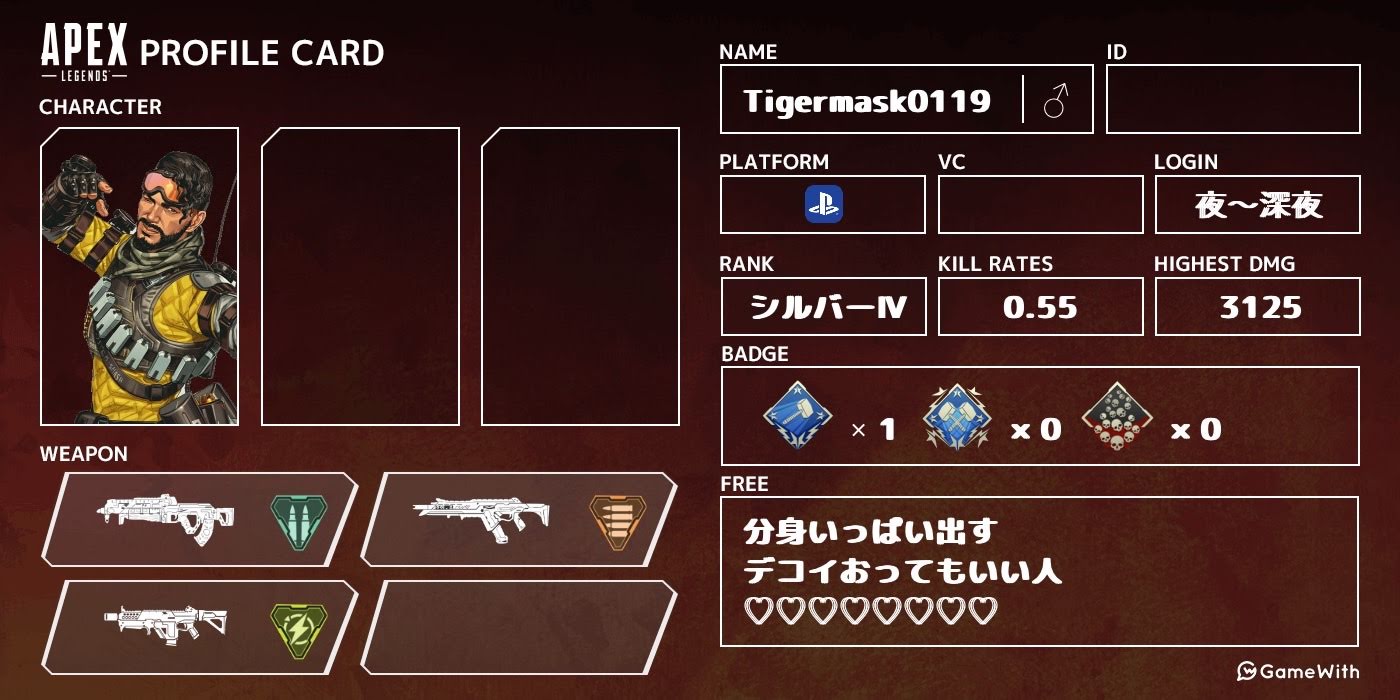 APEX LEGENDS PROFILE CARD
CHARACTER
WEAPON
NAME
Tigermask0119 ♂
ID
PLATFORM
VC
LOGIN
夜～深夜
RANK
シルバーⅣ
KILL RATES
0.55
HIGHEST DMG
3125
BADGE
× 1 x 0 x 0
FREE
分身いっぱい出す
デコイおってもいい人
♡♡♡♡♡♡♡♡
GameWith